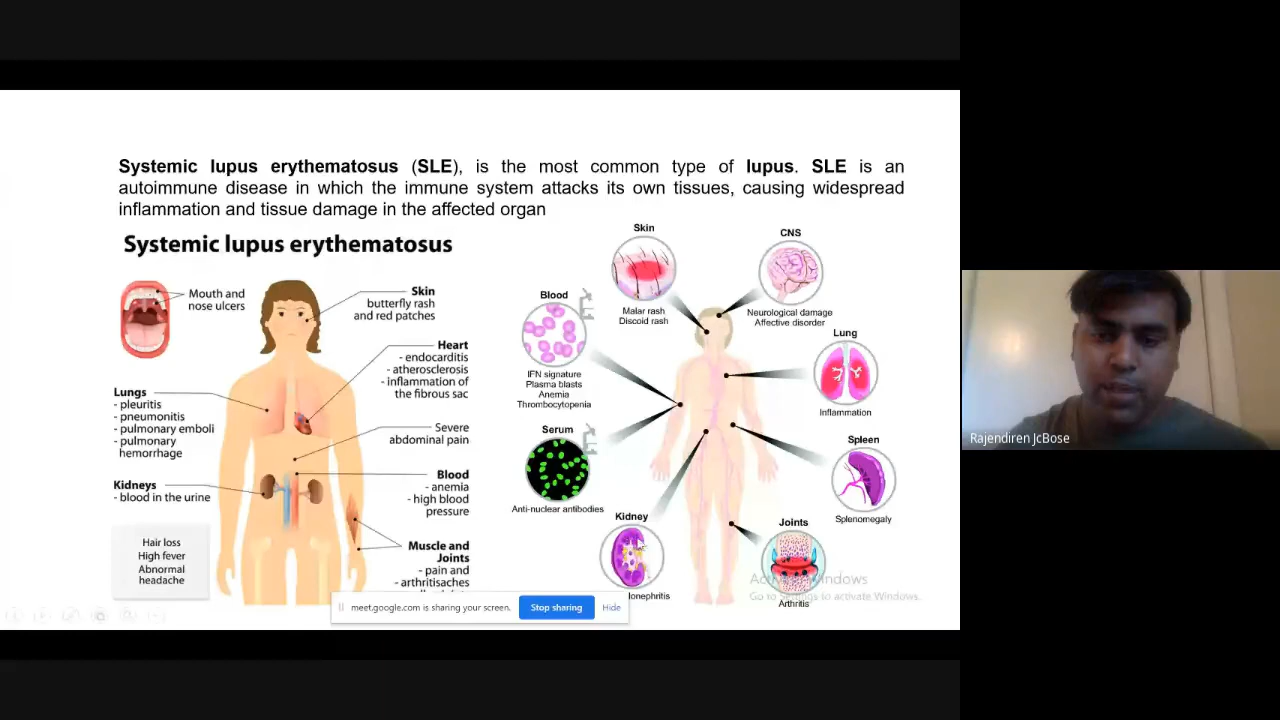 Systemic lupus erythematosus (SLE), is the most common type of lupus. SLE is an
autoimmune disease in which the immune system attacks its own tissues, causing widespread
inflammation and tissue damage in the affected organ
Systemic lupus erythematosus
Mouth and
nose ulcers
Skin
butterfly rash
and red patches
Heart
- endocarditis
- atherosclerosis
- inflammation of
the fibrous sac
Lungs
- pleuritis
- pneumonitis
- pulmonary emboli
- pulmonary
hemorrhage
Severe
abdominal pain
Kidneys
- blood in the urine
Blood
- anemia
- high blood
pressure
Hair loss
High fever
Abnormal
headache
Muscle and
Joints
- pain and
- arthritisaches
Skin
Malar rash
Discoid rash
CNS
Neurological damage
Affective disorder
Blood
IFN signature
Plasma blasts
Anemia
Thrombocytopenia
Lung
Inflammation
Serum
Anti-nuclear antibodies
Spleen
Splenomegaly
Kidney
lonephritis
Joints
Arthritis
Activate Windows
Go to Settings to activate Windows.
meet.google.com is sharing your screen.
Stop sharing
Hide
Rajendiren JcBose